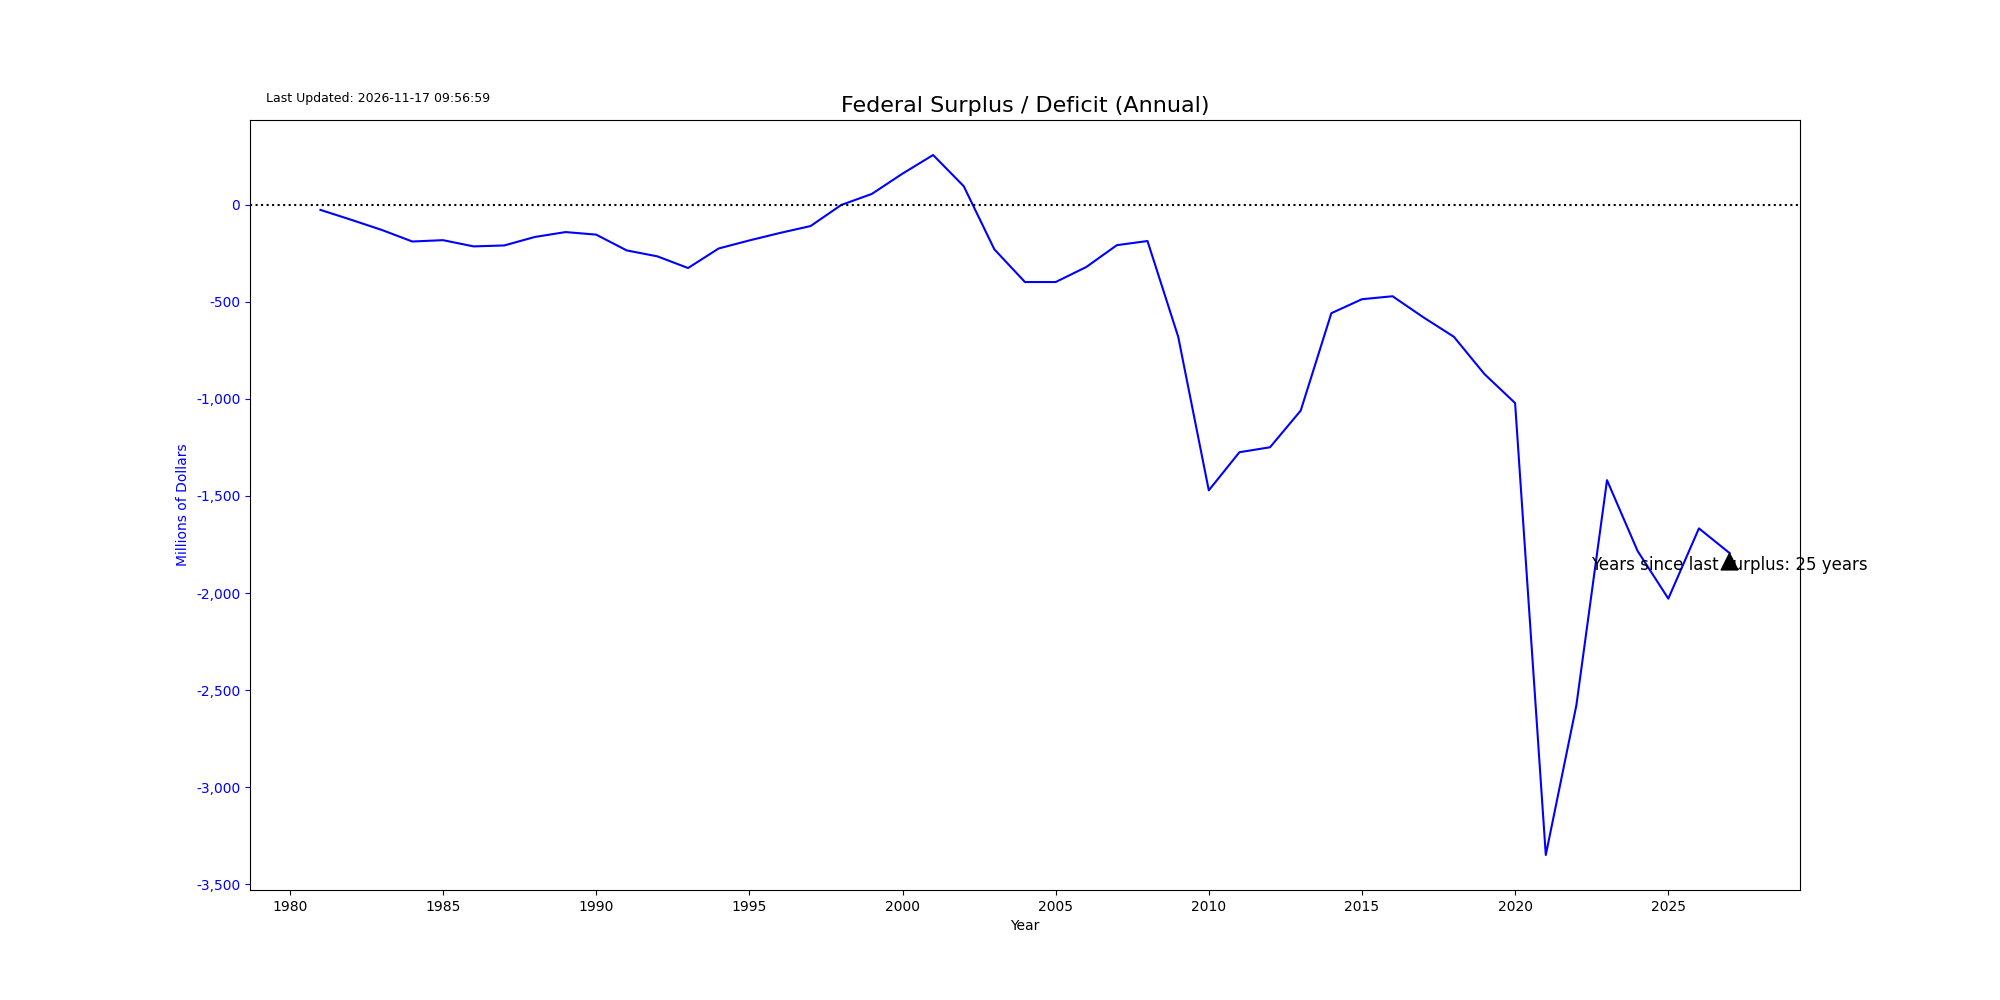 Last Updated: 2026-11-17 09:56:59
Federal Surplus / Deficit (Annual)
Millions of Dollars
0
-500
-1,000
-1,500
-2,000
-2,500
-3,000
-3,500
Years since last surplus: 25 years
1980 1985 1990 1995 2000 2005 2010 2015 2020 2025
Year